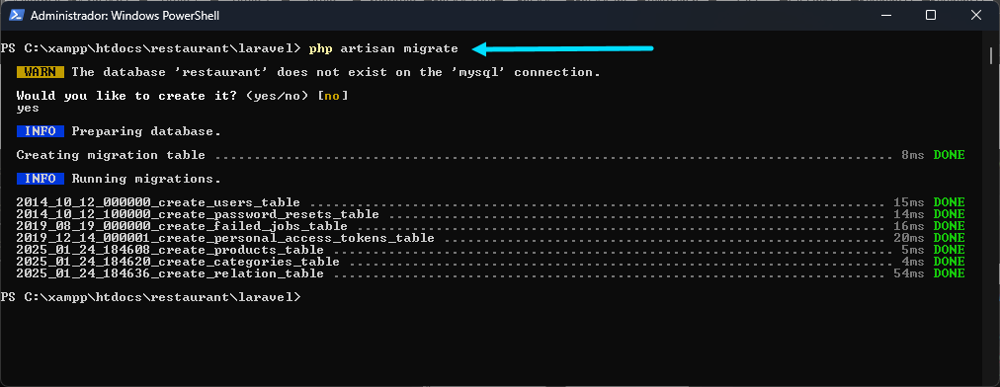 Administrador: Windows PowerShell
PS C:\xampp\htdocs\restaurant\laravel> php artisan migrate
WARN The database 'restaurant' does not exist on the 'mysql' connection.
Would you like to create it? (yes/no) [no]
yes
INFO Preparing database.
Creating migration table ...................................................................................... 8ms DONE
INFO Running migrations.
2014_10_12_000000_create_users_table ......................................................................... 15ms DONE
2014_10_12_100000_create_password_resets_table ............................................................... 14ms DONE
2019_08_19_000000_create_failed_jobs_table ................................................................... 16ms DONE
2019_12_14_000001_create_personal_access_tokens_table ........................................................ 20ms DONE
2025_01_24_184608_create_products_table ....................................................................... 5ms DONE
2025_01_24_184620_create_categories_table ..................................................................... 4ms DONE
2025_01_24_184636_create_relation_table ...................................................................... 54ms DONE
PS C:\xampp\htdocs\restaurant\laravel>